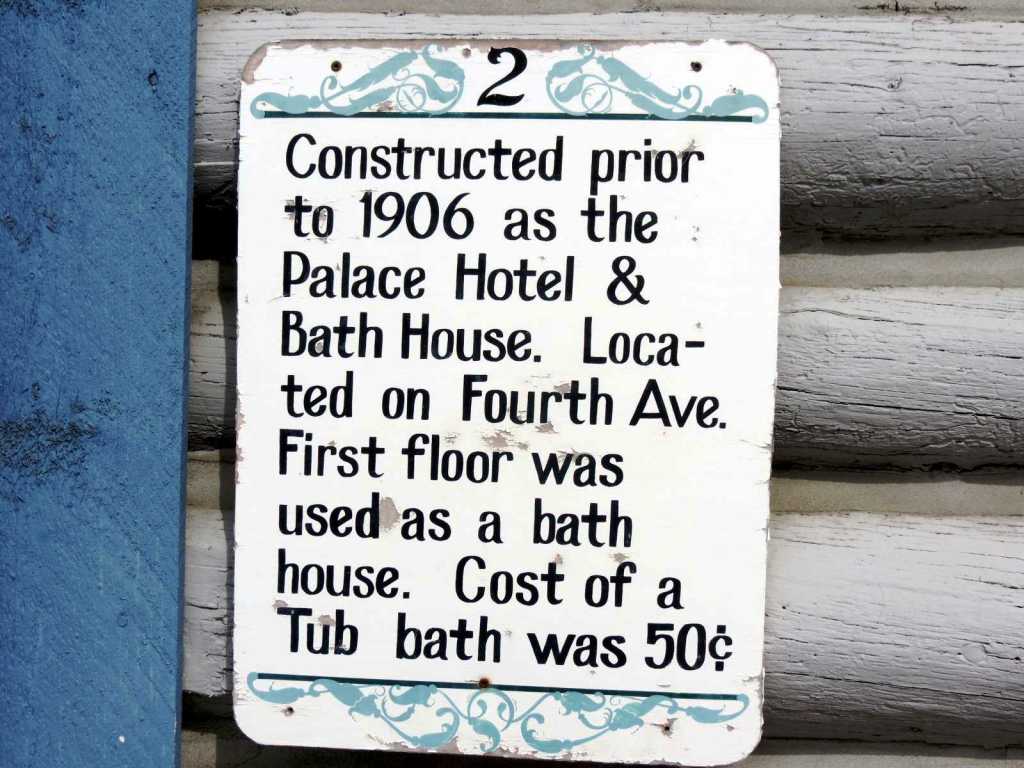 2
Constructed prior
to 1906 as the
Palace Hotel &
Bath House. Loca-
ted on Fourth Ave.
First floor was
used as a bath
house. Cost of a
Tub bath was 50¢